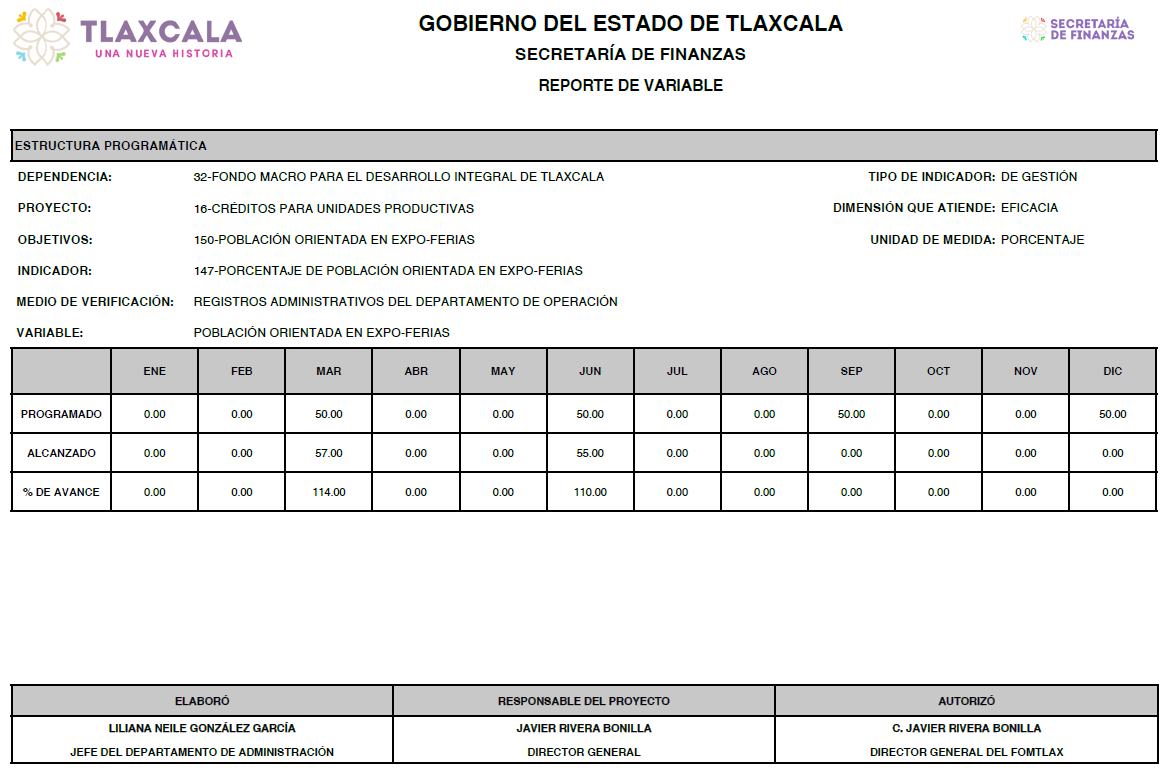 TLAXCALA
UNA NUEVA HISTORIA
GOBIERNO DEL ESTADO DE TLAXCALA
SECRETARÍA DE FINANZAS
REPORTE DE VARIABLE
SECRETARÍA
DE FINANZAS
ESTRUCTURA PROGRAMÁTICA
DEPENDENCIA: 32-FONDO MACRO PARA EL DESARROLLO INTEGRAL DE TLAXCALA TIPO DE INDICADOR: DE GESTIÓN
PROYECTO: 16-CRÉDITOS PARA UNIDADES PRODUCTIVAS DIMENSIÓN QUE ATIENDE: EFICACIA
OBJETIVOS: 150-POBLACIÓN ORIENTADA EN EXPO-FERIAS UNIDAD DE MEDIDA: PORCENTAJE
INDICADOR: 147-PORCENTAJE DE POBLACIÓN ORIENTADA EN EXPO-FERIAS
MEDIO DE VERIFICACIÓN: REGISTROS ADMINISTRATIVOS DEL DEPARTAMENTO DE OPERACIÓN
VARIABLE: POBLACIÓN ORIENTADA EN EXPO-FERIAS
ENE FEB MAR ABR MAY JUN JUL AGO SEP OCT NOV DIC
PROGRAMADO 0.00 0.00 50.00 0.00 0.00 50.00 0.00 0.00 50.00 0.00 0.00 50.00
ALCANZADO 0.00 0.00 57.00 0.00 0.00 55.00 0.00 0.00 0.00 0.00 0.00 0.00
% DE AVANCE 0.00 0.00 114.00 0.00 0.00 110.00 0.00 0.00 0.00 0.00 0.00 0.00
ELABORÓ RESPONSABLE DEL PROYECTO AUTORIZÓ
LILIANA NEILE GONZÁLEZ GARCÍA JAVIER RIVERA BONILLA C. JAVIER RIVERA BONILLA
JEFE DEL DEPARTAMENTO DE ADMINISTRACIÓN DIRECTOR GENERAL DIRECTOR GENERAL DEL FOMTLAX